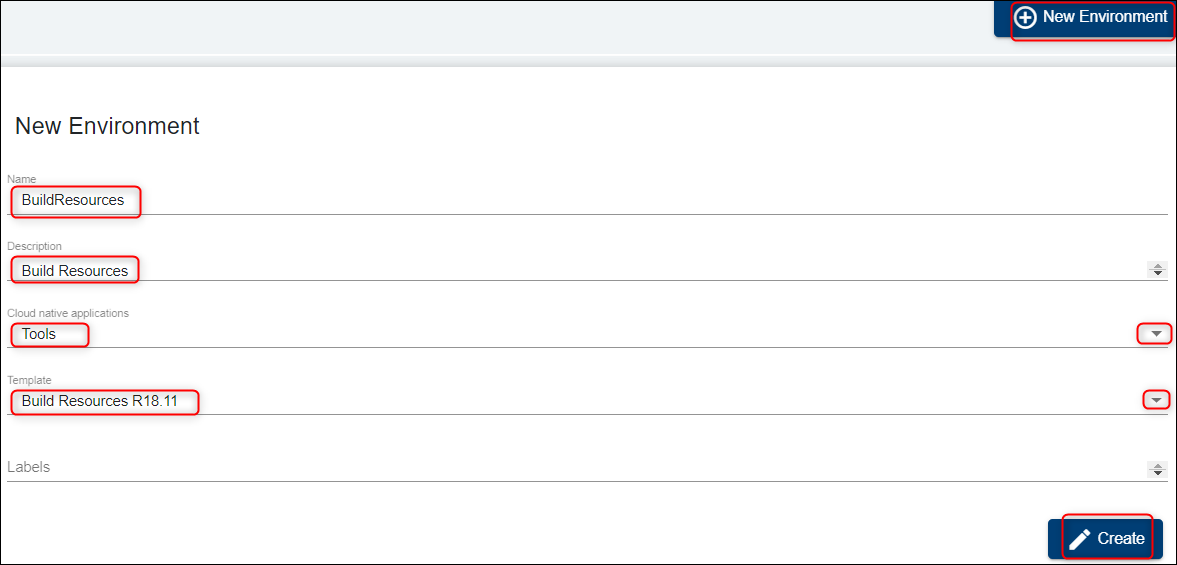 New Environment
New Environment
Name
BuildResources
Description
Build Resources
Cloud native applications
Tools
Template
Build Resources R18.11
Labels
Create